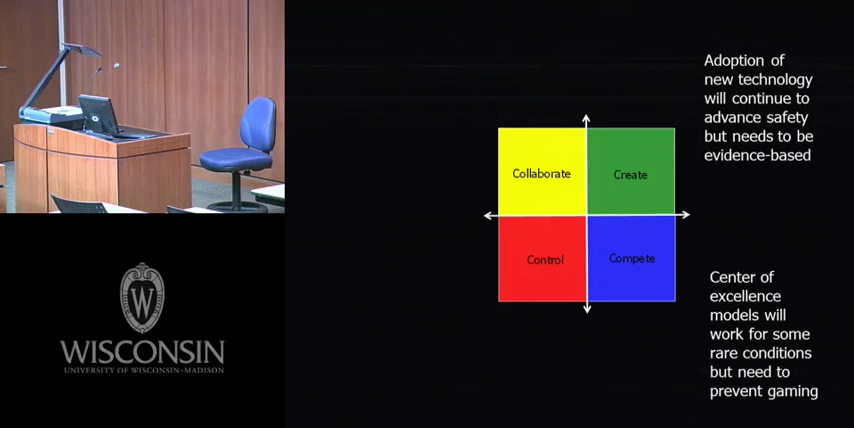 Adoption of
new technology
will continue to
advance safety
but needs to be
evidence-based
Collaborate
Create
Control
Compete
Center of
excellence
models will
work for some
rare conditions
but need to
prevent gaming
W
WISCONSIN
UNIVERSITY OF WISCONSIN–MADISON